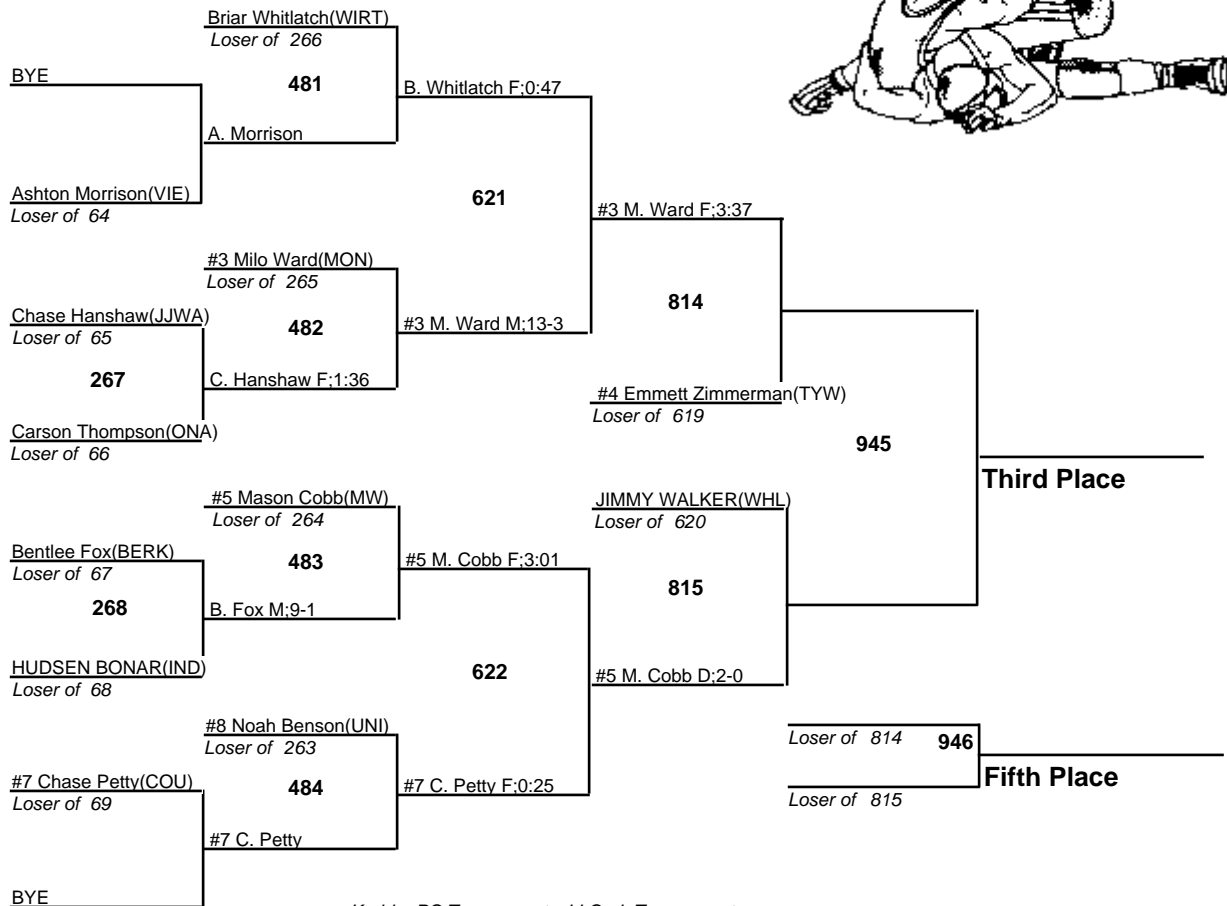 Briar Whitlatch(WIRT)
Loser of 266
BYE
481
B. Whitlatch F;0:47
A. Morrison
Ashton Morrison(VIE)
Loser of 64
621
#3 M. Ward F;3:37
#3 Milo Ward(MON)
Loser of 265
814
Chase Hanshaw(JJWA)
Loser of 65
482
#3 M. Ward M;13-3
267
C. Hanshaw F;1:36
#4 Emmett Zimmerman(TYW)
Loser of 619
Carson Thompson(ONA)
Loser of 66
945
Third Place
#5 Mason Cobb(MW)
Loser of 264
JIMMY WALKER(WHL)
Loser of 620
Bentlee Fox(BERK)
Loser of 67
483
#5 M. Cobb F;3:01
815
268
B. Fox M;9-1
HUDSEN BONAR(IND)
Loser of 68
622
#5 M. Cobb D;2-0
#8 Noah Benson(UNI)
Loser of 263
Loser of 814
946
Fifth Place
#7 Chase Petty(COU)
Loser of 69
484
#7 C. Petty F;0:25
Loser of 815
#7 C. Petty
BYE